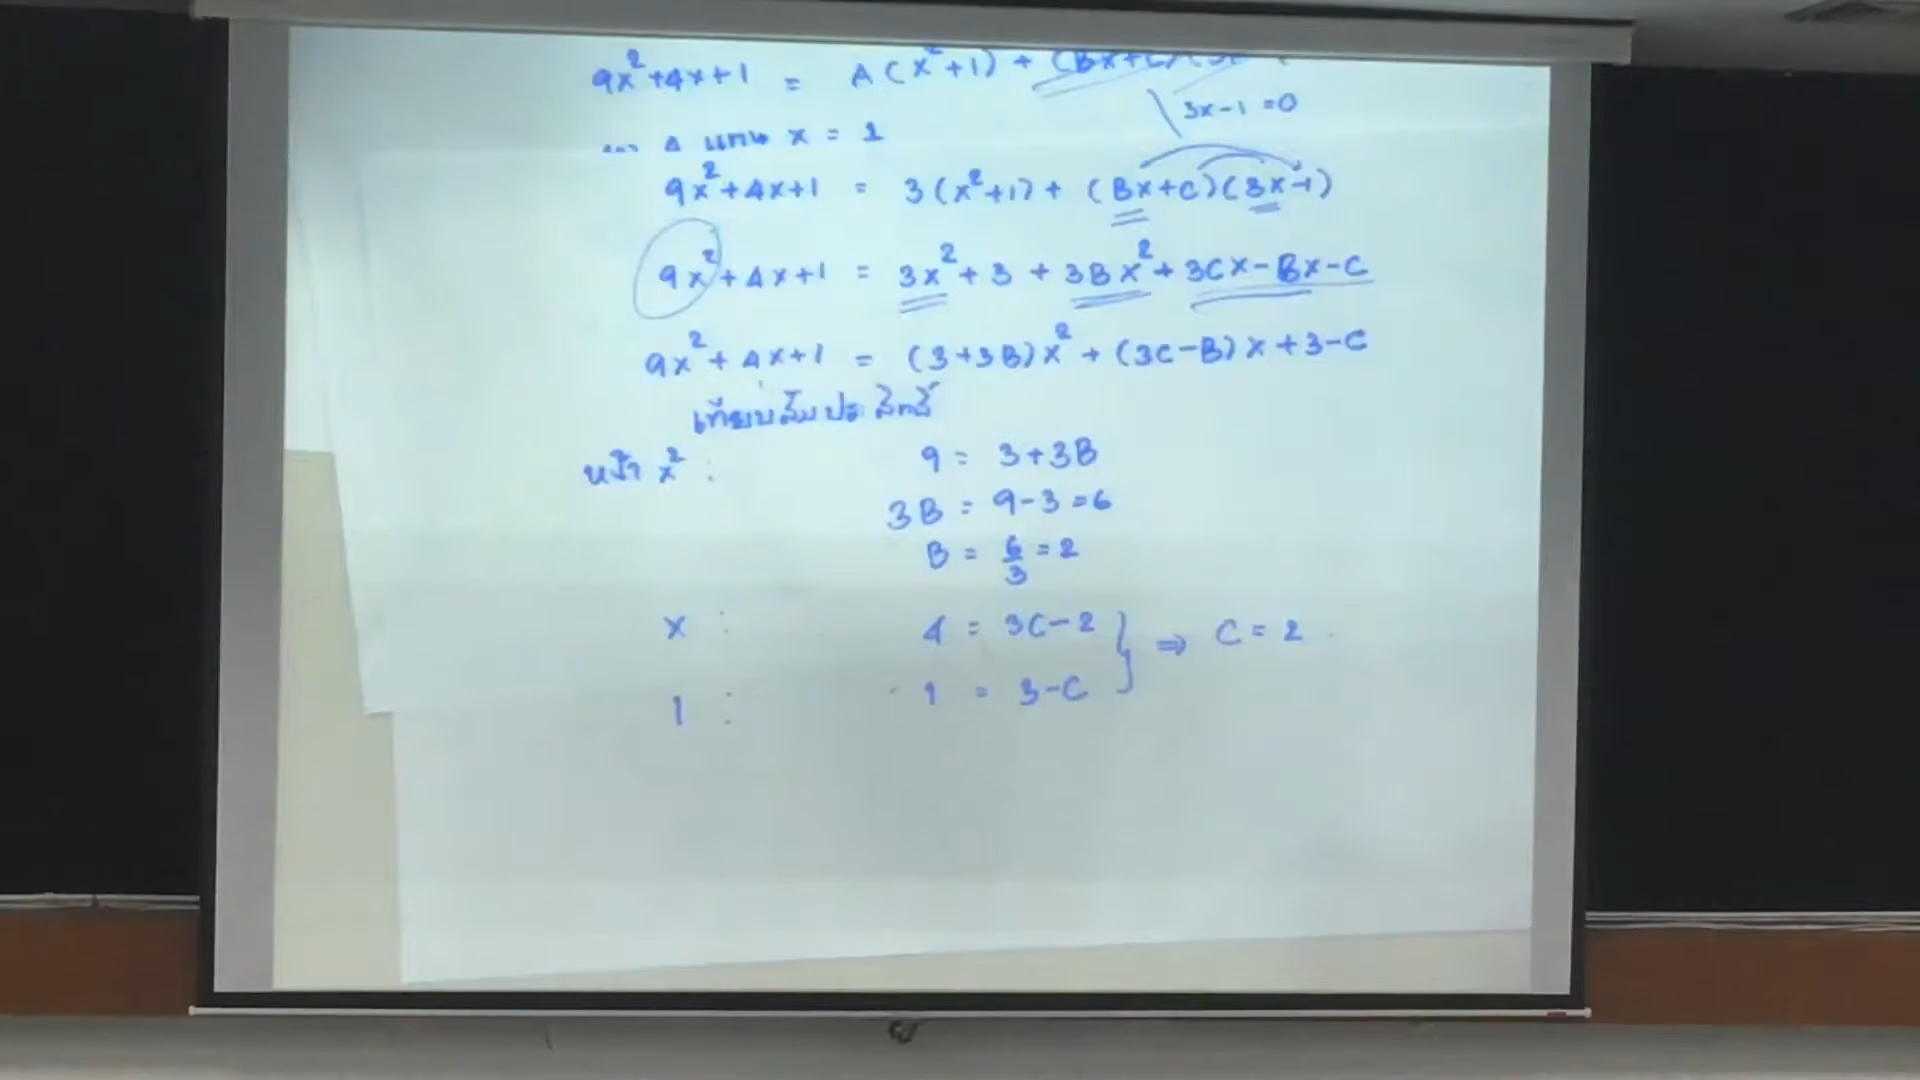 9x²+4x+1 = A(x²+1) + (Bx+C)
3x-1 = 0
A แทน x = 1
9x²+4x+1 = 3(x²+1) + (Bx+C)(3x-1)
9x²+4x+1 = 3x²+3+3Bx²+3Cx-Bx-C
9x²+4x+1 = (3+3B)x²+(3C-B)x+3-C
เทียบสัมประสิทธิ์
หน้า x² : 9 = 3+3B
3B = 9-3 = 6
B = 6/3 = 2
x : 4 = 3C-2 } ⇒ C = 2
1 : 1 = 3-C